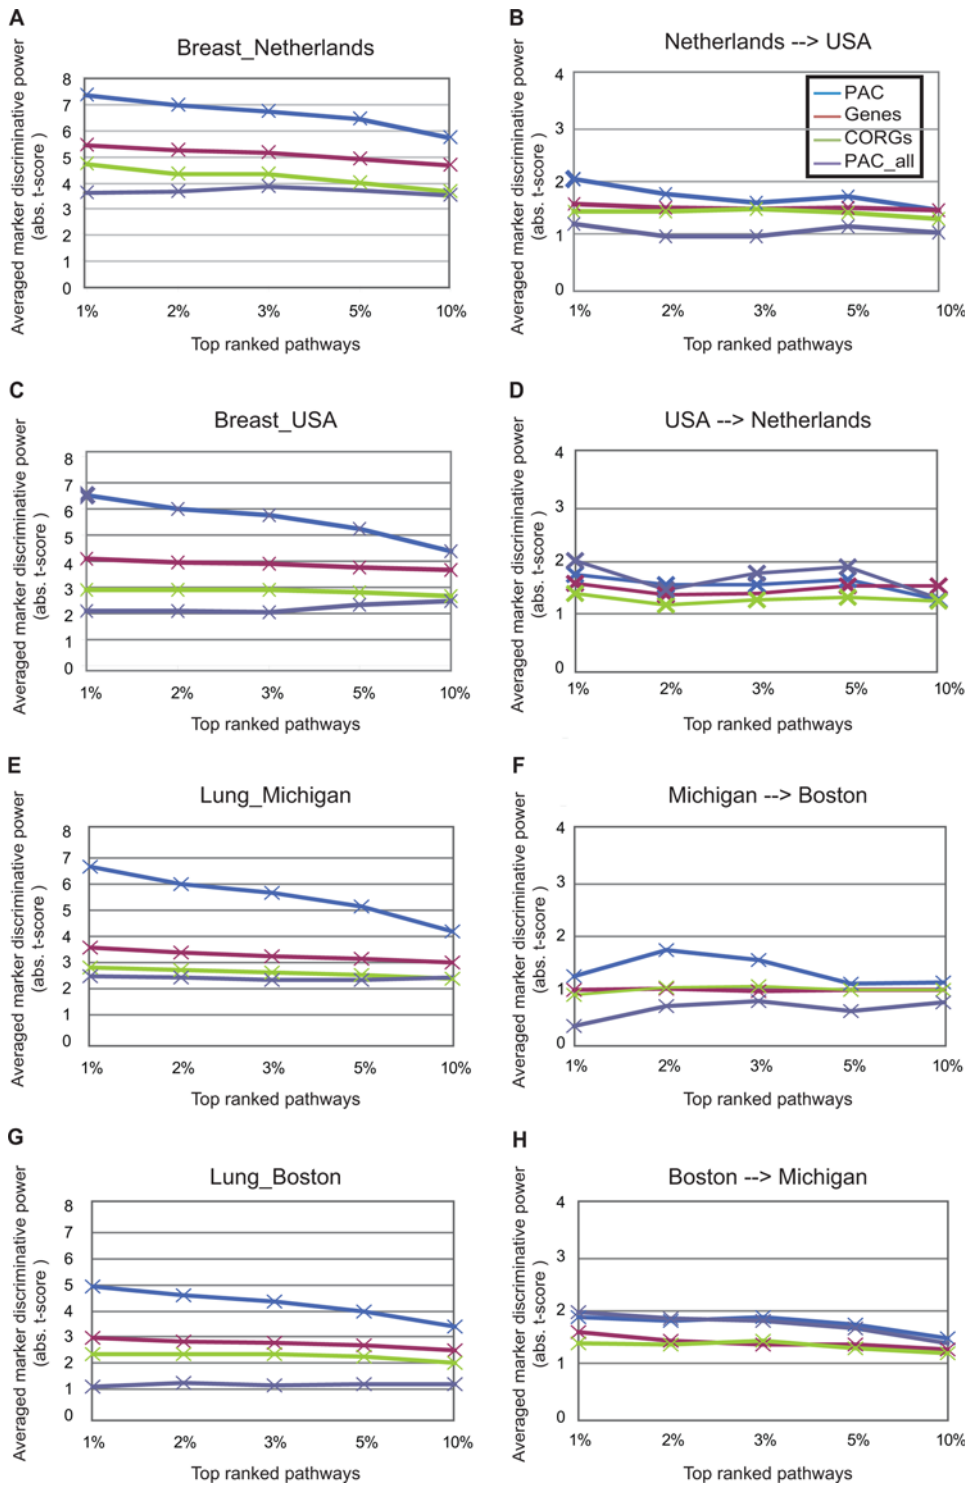 A
Breast_Netherlands
Averaged marker discriminative power
(abs. t-score )
8
7
6
5
4
3
2
1
0
1% 2% 3% 5% 10%
Top ranked pathways
B
Netherlands --> USA
Averaged marker discriminative power
(abs. t-score )
4
3
2
1
0
PAC
Genes
CORGs
PAC_all
1% 2% 3% 5% 10%
Top ranked pathways
C
Breast_USA
Averaged marker discriminative power
(abs. t-score )
8
7
6
5
4
3
2
1
0
1% 2% 3% 5% 10%
Top ranked pathways
D
USA --> Netherlands
Averaged marker discriminative power
(abs. t-score )
4
3
2
1
0
1% 2% 3% 5% 10%
Top ranked pathways
E
Lung_Michigan
Averaged marker discriminative power
(abs. t-score )
8
7
6
5
4
3
2
1
0
1% 2% 3% 5% 10%
Top ranked pathways
F
Michigan --> Boston
Averaged marker discriminative power
(abs. t-score )
4
3
2
1
0
1% 2% 3% 5% 10%
Top ranked pathways
G
Lung_Boston
Averaged marker discriminative power
(abs. t-score )
8
7
6
5
4
3
2
1
0
1% 2% 3% 5% 10%
Top ranked pathways
H
Boston --> Michigan
Averaged marker discriminative power
(abs. t-score )
4
3
2
1
0
1% 2% 3% 5% 10%
Top ranked pathways